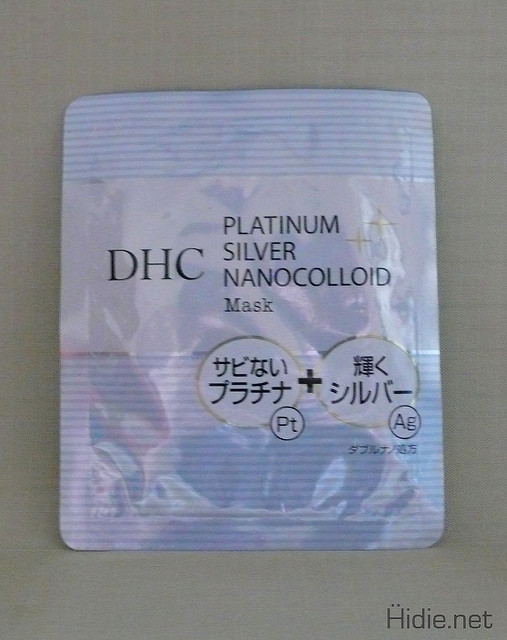 DHC
PLATINUM
SILVER
NANOCOLLOID
Mask
サビない
プラチナ
Pt
+
輝く
シルバー
Ag
ダブルナノ処方
Ḧidie.net